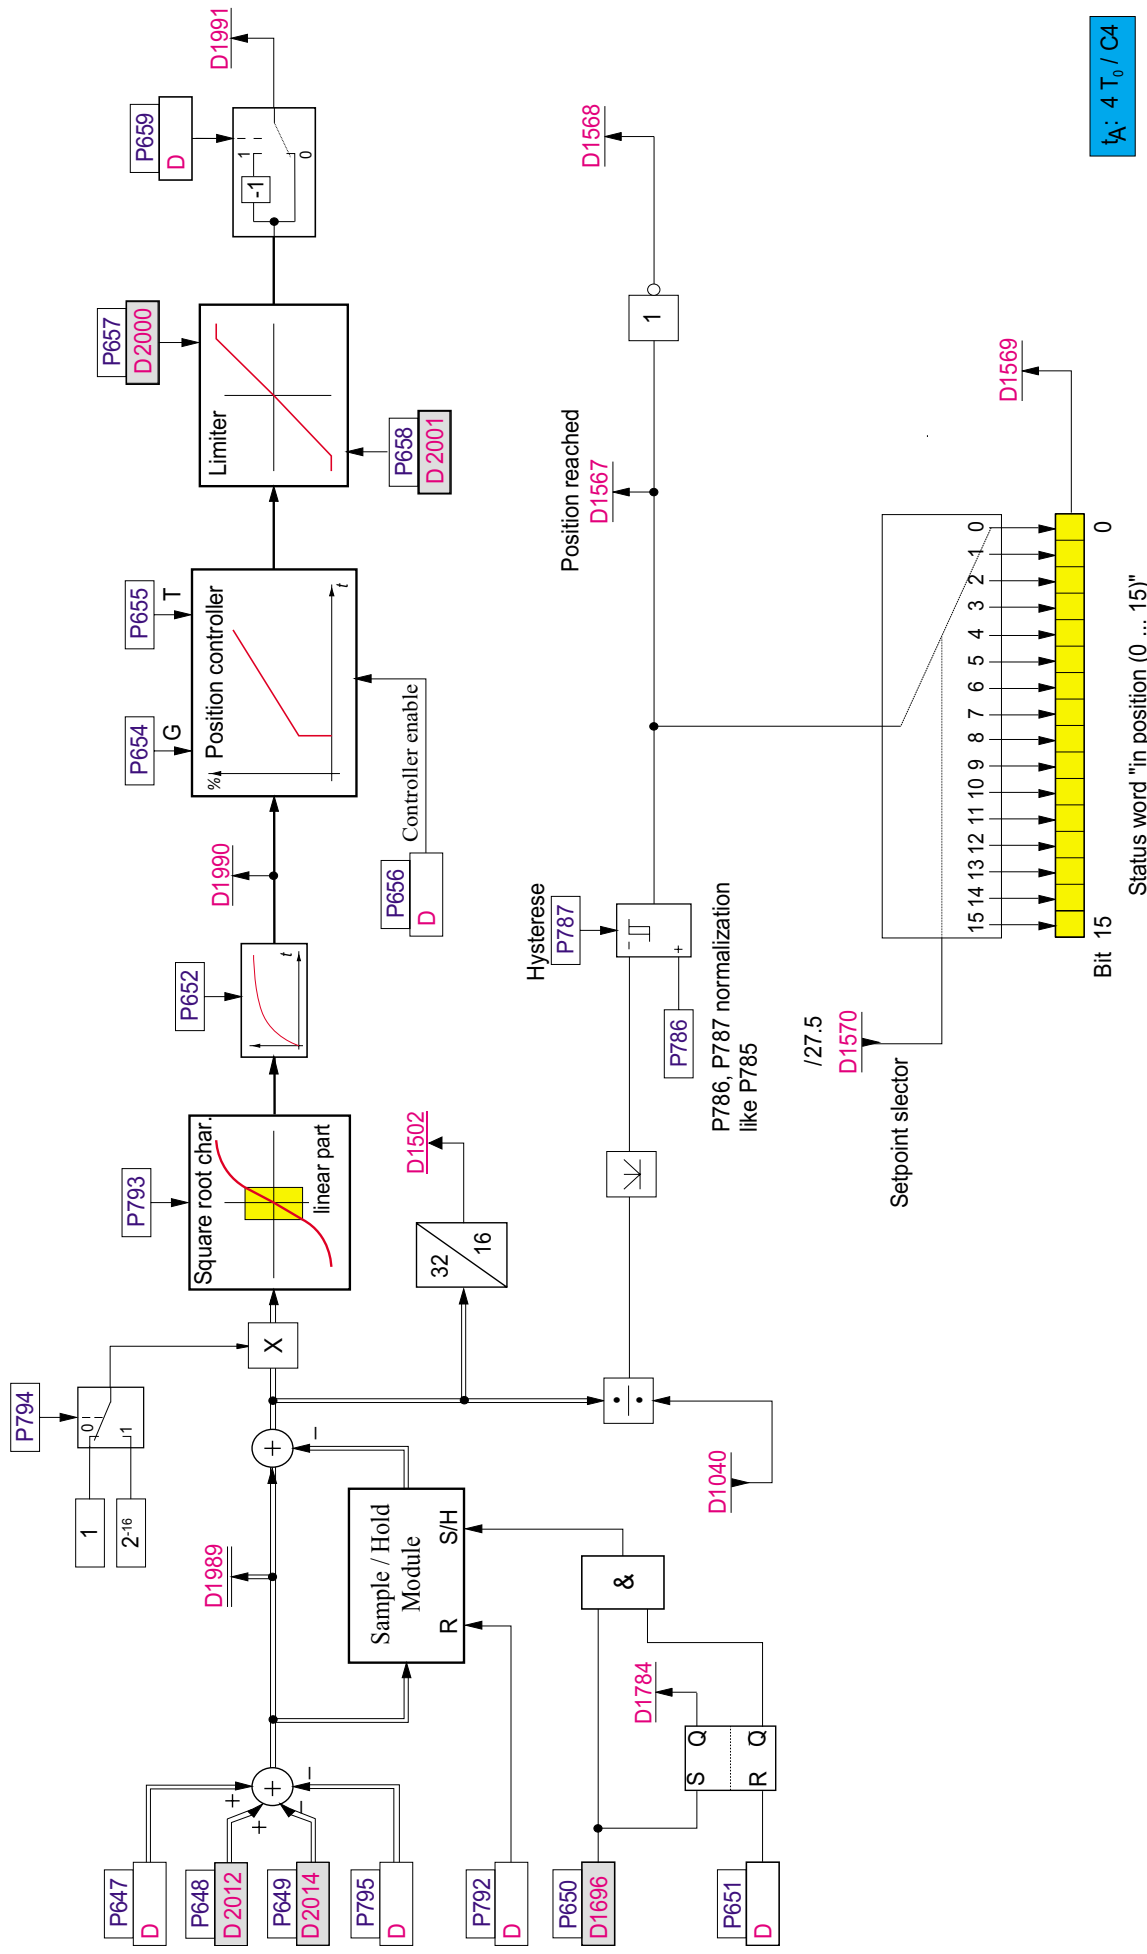 P647
D
P648
D2012
P649
D2014
P795
D
P792
D
P650
D1696
P651
D
+
+
+
−
−
D1989
Sample / Hold
Module
R
S/H
S Q
R Q̅
D1784
&
+
−
1
2-16
P794
0
1
X
P793
Square root char.
linear part
32
16
D1502
D1040
P652
t
D1990
P654
G
P655
T
%
Position controller
t
P656
D
Controller enable
P657
D2000
Limiter
P658
D 2001
P659
D
-1
1
0
D1991
Hysterese
P787
-
+
P786
P786, P787 normalization
like P785
Position reached
D1567
1
D1568
/27.5
D1570
Setpoint slector
15 14 13 12 11 10 9 8 7 6 5 4 3 2 1 0
D1569
Bit 15
0
Status word "in position (0 ... 15)"
tA: 4 T0 / C4